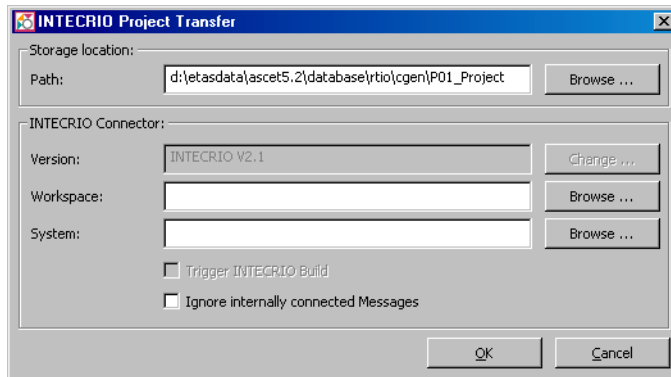 INTECRIO Project Transfer
Storage location:
Path: d:\etasdata\ascet5.2\database\rtio\cgen\P01_Project Browse ...
INTECRIO Connector:
Version: INTECRIO V2.1 Change ...
Workspace: Browse ...
System: Browse ...
Trigger INTECRIO Build
Ignore internally connected Messages
OK Cancel